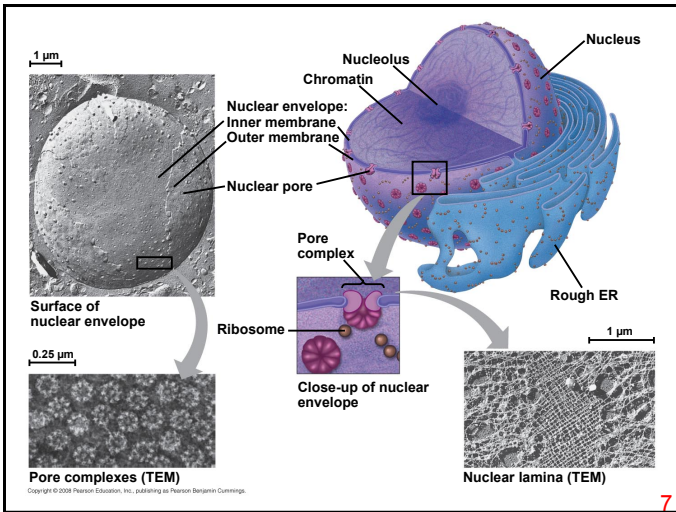 1 µm
Nucleus
Nucleolus
Chromatin
Nuclear envelope:
Inner membrane
Outer membrane
Nuclear pore
Pore
complex
Rough ER
Surface of
nuclear envelope
Ribosome
1 µm
0.25 µm
Close-up of nuclear
envelope
Pore complexes (TEM)
Nuclear lamina (TEM)
Copyright © 2008 Pearson Education, Inc., publishing as Pearson Benjamin Cummings.
7